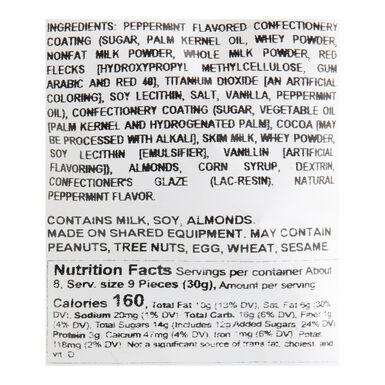 INGREDIENTS: PEPPERMINT FLAVORED CONFECTIONERY
COATING (SUGAR, PALM KERNEL OIL, WHEY POWDER,
NONFAT MILK POWDER, WHOLE MILK POWDER, RED
FLECKS [HYDROXYPROPYL METHYLCELLULOSE, GUM
ARABIC AND RED 40], TITANIUM DIOXIDE [AN ARTIFICIAL
COLORING], SOY LECITHIN, SALT, VANILLA, PEPPERMINT
OIL), CONFECTIONERY COATING (SUGAR, VEGETABLE OIL
[PALM KERNEL AND HYDROGENATED PALM], COCOA [MAY
BE PROCESSED WITH ALKALI], SKIM MILK, WHEY POWDER,
SOY LECITHIN [EMULSIFIER], VANILLIN [ARTIFICIAL
FLAVORING]), ALMONDS, CORN SYRUP, DEXTRIN,
CONFECTIONER'S GLAZE (LAC-RESIN), NATURAL
PEPPERMINT FLAVOR.
CONTAINS MILK, SOY, ALMONDS.
MADE ON SHARED EQUIPMENT. MAY CONTAIN
PEANUTS, TREE NUTS, EGG, WHEAT, SESAME.
Nutrition Facts Servings per container About
8, Serv. size 9 Pieces (30g), Amount per serving
Calories 160, Total Fat 10g (13% DV), Sat. Fat 6g (30%
DV), Sodium 20mg (1% DV), Total Carb. 16g (6% DV), Fiber 1g
(4% DV), Total Sugars 14g (Includes 12g Added Sugars, 24% DV),
Protein 3g, Calcium 47mg (4% DV), Iron 1mg (6% DV), Potas.
118mg (2% DV). Not a significant source of trans fat, cholest. and
vit. D.